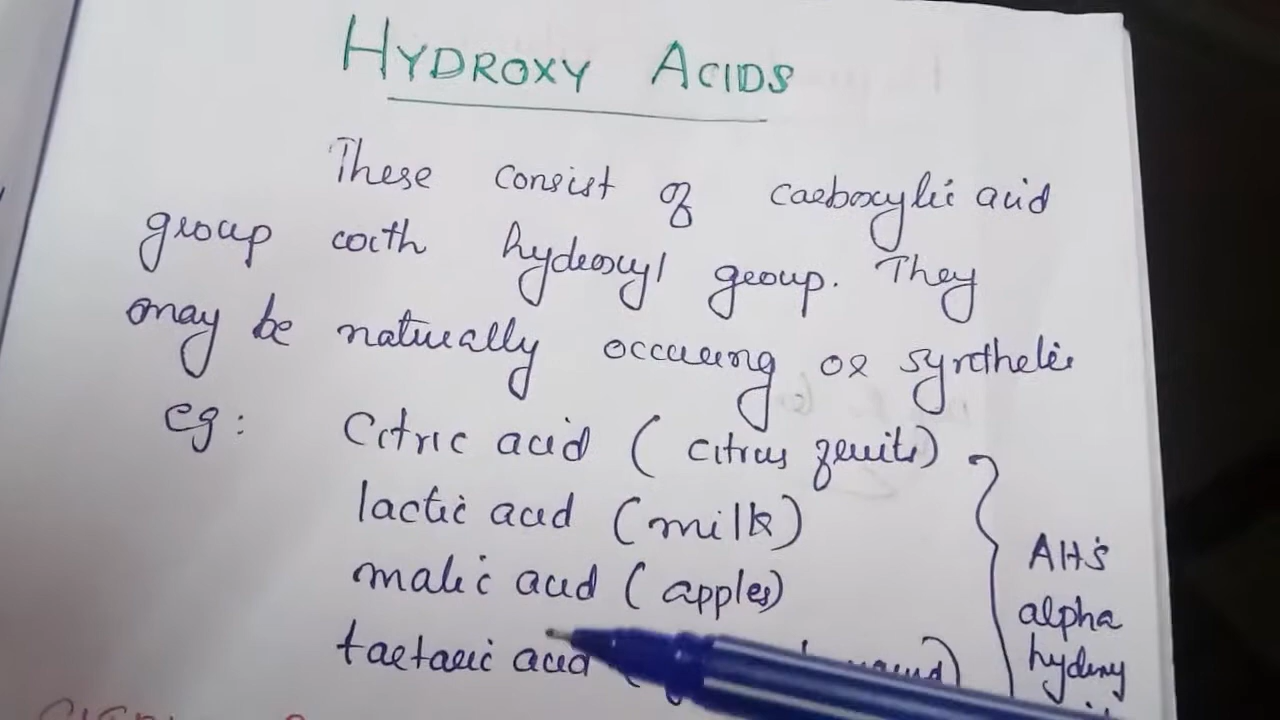 HYDROXY ACIDS
These consist of carboxylic acid
group with hydroxyl group. They
may be naturally occuring or synthetic
eg: Citric acid (citrus fruits)
lactic acid (milk)
malic acid (apples)
tartaric acid (
AHS
alpha
hydroxy